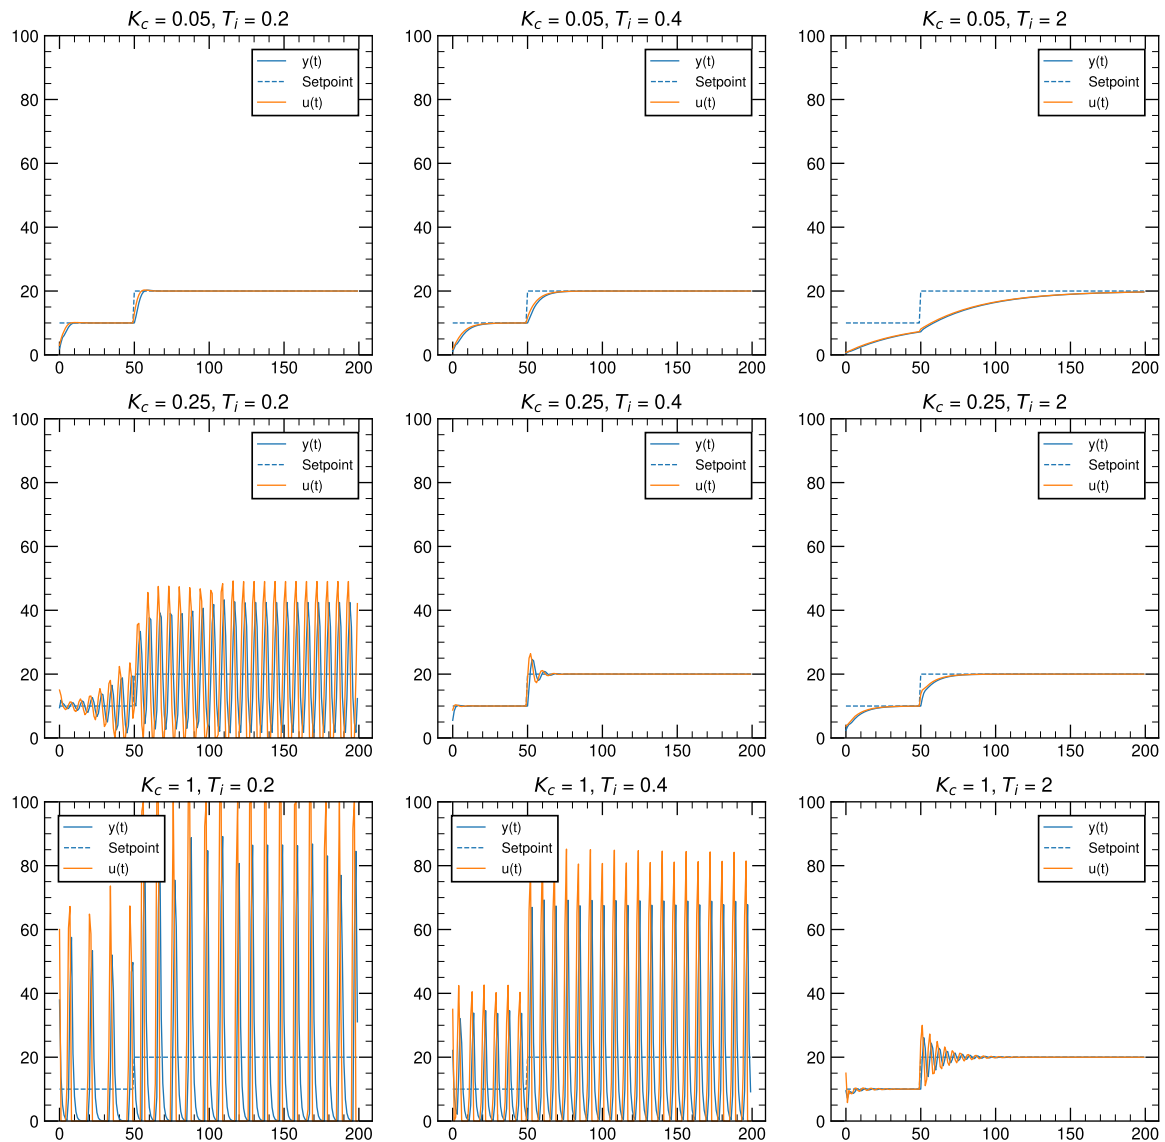 K_c = 0.05, T_i = 0.2
100
80
60
40
20
0
0 50 100 150 200
y(t)
Setpoint
u(t)
K_c = 0.05, T_i = 0.4
100
80
60
40
20
0
0 50 100 150 200
y(t)
Setpoint
u(t)
K_c = 0.05, T_i = 2
100
80
60
40
20
0
0 50 100 150 200
y(t)
Setpoint
u(t)
K_c = 0.25, T_i = 0.2
100
80
60
40
20
0
0 50 100 150 200
y(t)
Setpoint
u(t)
K_c = 0.25, T_i = 0.4
100
80
60
40
20
0
0 50 100 150 200
y(t)
Setpoint
u(t)
K_c = 0.25, T_i = 2
100
80
60
40
20
0
0 50 100 150 200
y(t)
Setpoint
u(t)
K_c = 1, T_i = 0.2
100
80
60
40
20
0
0 50 100 150 200
y(t)
Setpoint
u(t)
K_c = 1, T_i = 0.4
100
80
60
40
20
0
0 50 100 150 200
y(t)
Setpoint
u(t)
K_c = 1, T_i = 2
100
80
60
40
20
0
0 50 100 150 200
y(t)
Setpoint
u(t)